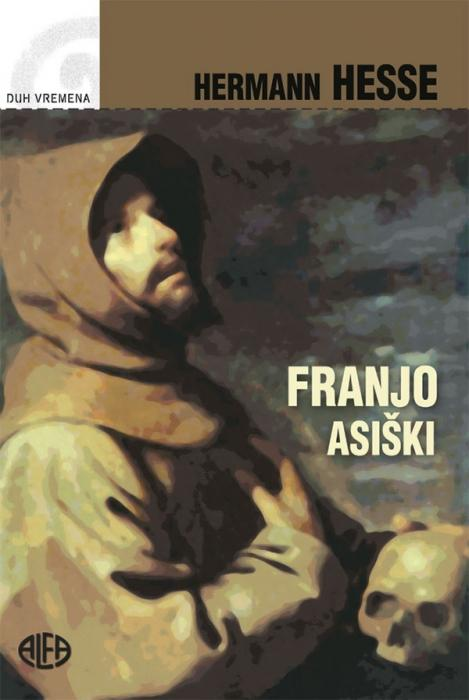 DUH VREMENA
HERMANN HESSE
FRANJO
ASIŠKI
ALFA